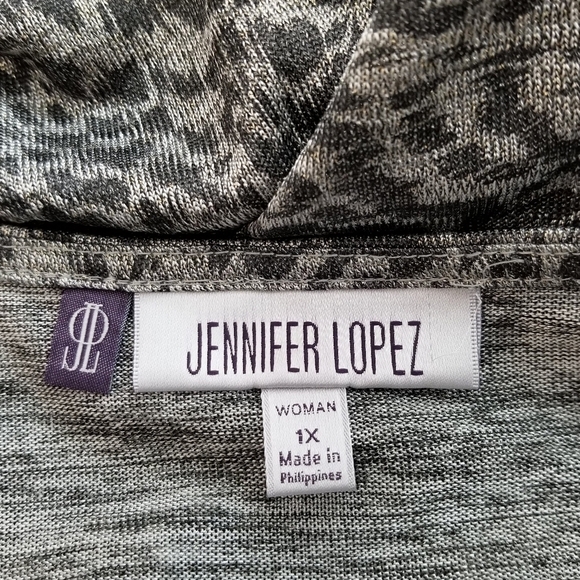 JL
JENNIFER LOPEZ
WOMAN
1X
Made in
Philippines